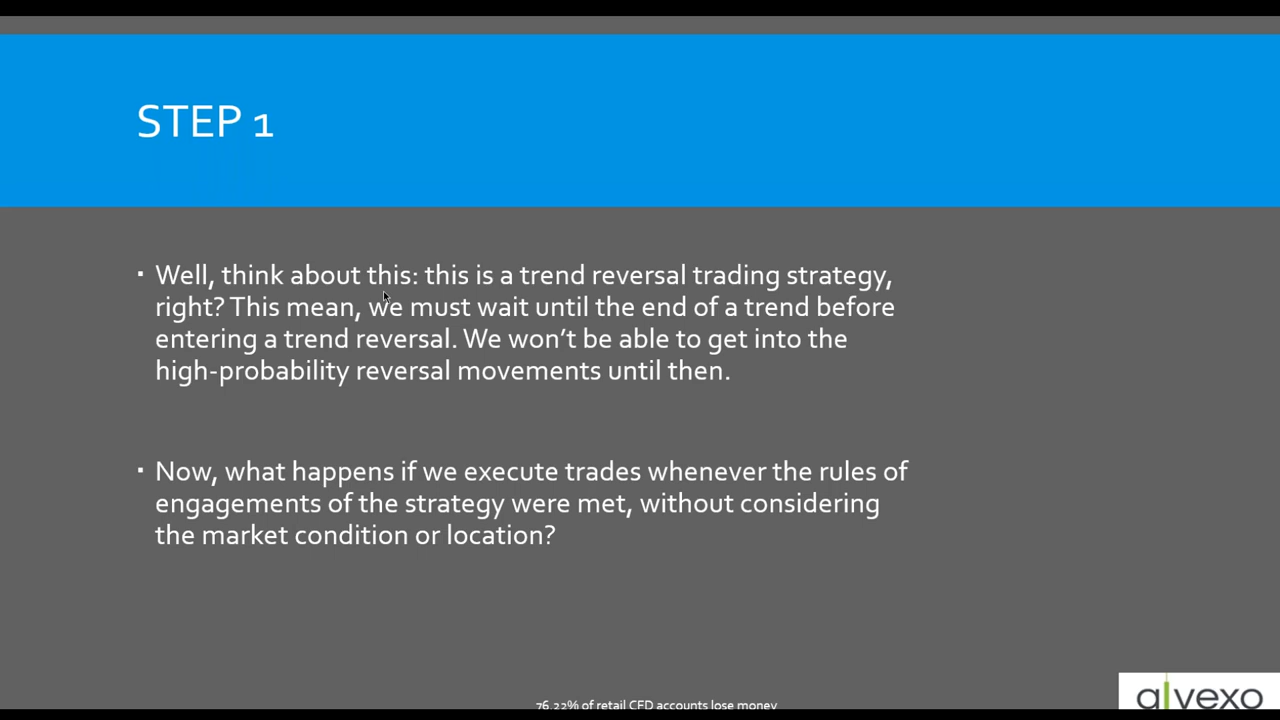 STEP 1
▪ Well, think about this: this is a trend reversal trading strategy,
right? This mean, we must wait until the end of a trend before
entering a trend reversal. We won’t be able to get into the
high-probability reversal movements until then.
▪ Now, what happens if we execute trades whenever the rules of
engagements of the strategy were met, without considering
the market condition or location?
76.22% of retail CFD accounts lose money
alvexo